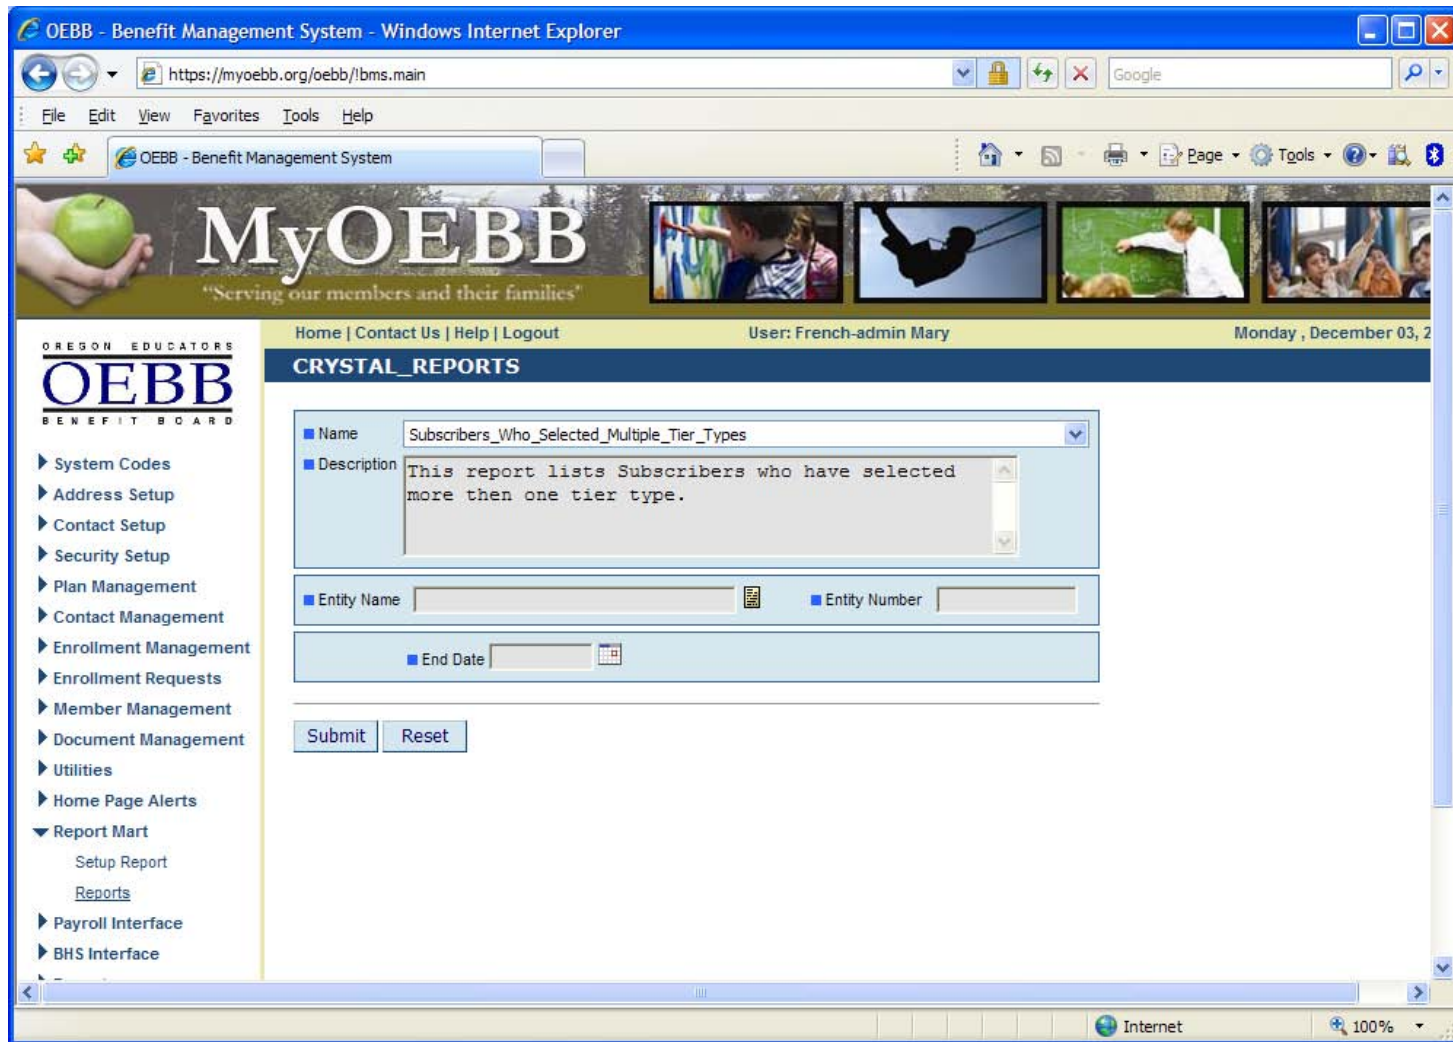 OEBB - Benefit Management System - Windows Internet Explorer
https://myoebb.org/oebb/!bms.main
Google
File Edit View Favorites Tools Help
OEBB - Benefit Management System
Page Tools
MyOEBB
"Serving our members and their families"
Home | Contact Us | Help | Logout User: French-admin Mary Monday , December 03, 2
OREGON EDUCATORS
OEBB
BENEFIT BOARD
CRYSTAL_REPORTS
Name Subscribers_Who_Selected_Multiple_Tier_Types
Description This report lists Subscribers who have selected
more then one tier type.
Entity Name Entity Number
End Date
Submit Reset
System Codes
Address Setup
Contact Setup
Security Setup
Plan Management
Contact Management
Enrollment Management
Enrollment Requests
Member Management
Document Management
Utilities
Home Page Alerts
Report Mart
Setup Report
Reports
Payroll Interface
BHS Interface
Internet 100%